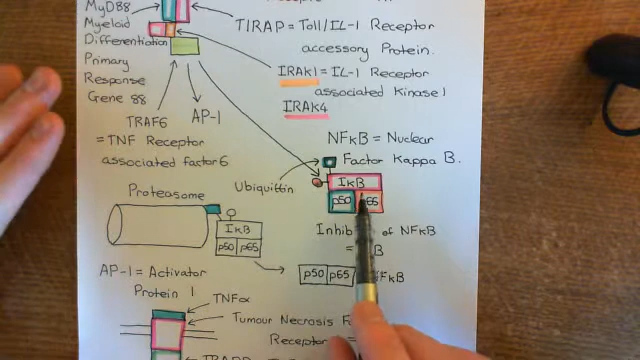 MyD88
Myeloid
Differentiation
Primary
Response
Gene 88
TIRAP = Toll/IL-1 Receptor
accessory Protein.
IRAK1 = IL-1 Receptor
associated Kinase 1
IRAK4
TRAF6
= TNF Receptor
associated factor 6
AP-1
NFκB = Nuclear
Factor Kappa B.
Ubiquitin
IκB
p50
p65
Proteasome
IκB
p50 p65
Inhib
of NFκB
=
B
p50 p65
FκB
AP-1 = Activator
Protein 1
TNFα
Tumour Necrosis F
Receptor =